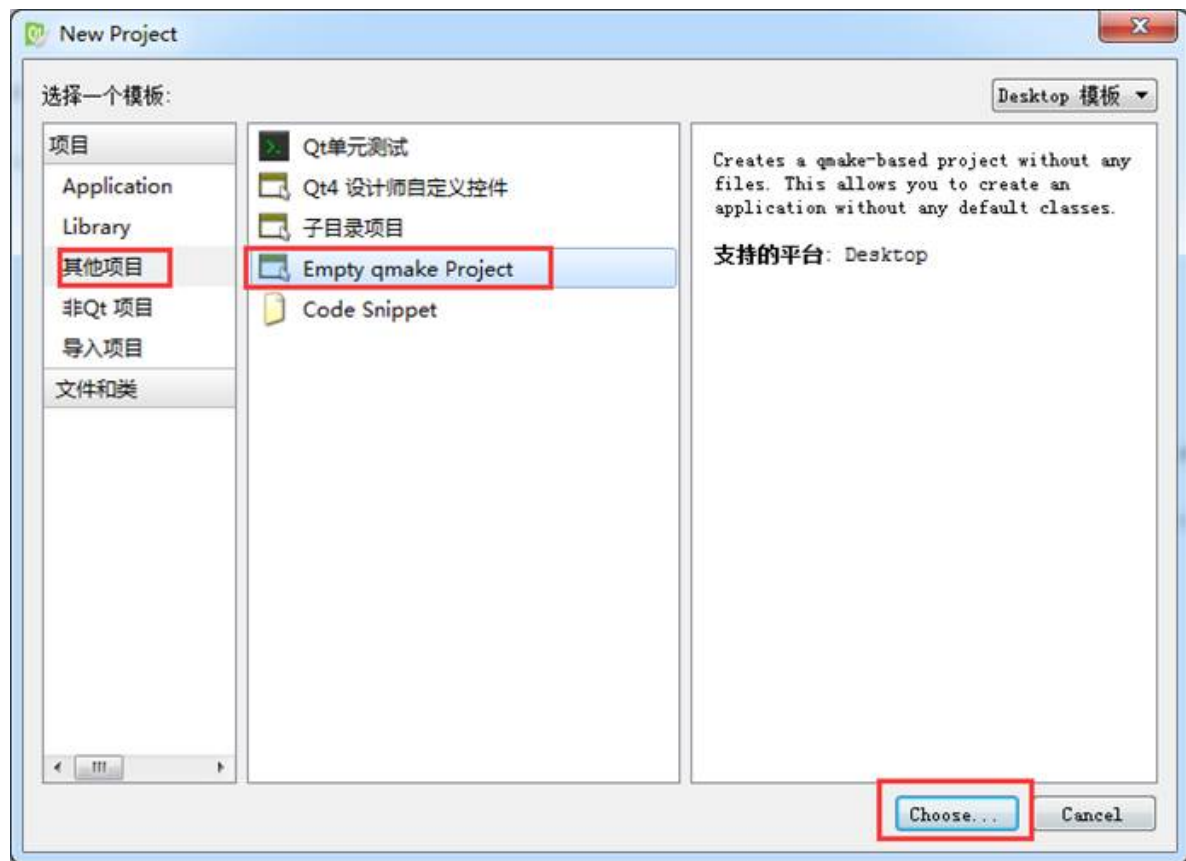 New Project
选择一个模板:
Desktop 模板
项目
Application
Library
其他项目
非Qt 项目
导入项目
文件和类
Qt单元测试
Qt4 设计师自定义控件
子目录项目
Empty qmake Project
Code Snippet
Creates a qmake-based project without any
files. This allows you to create an
application without any default classes.
支持的平台: Desktop
Choose...
Cancel